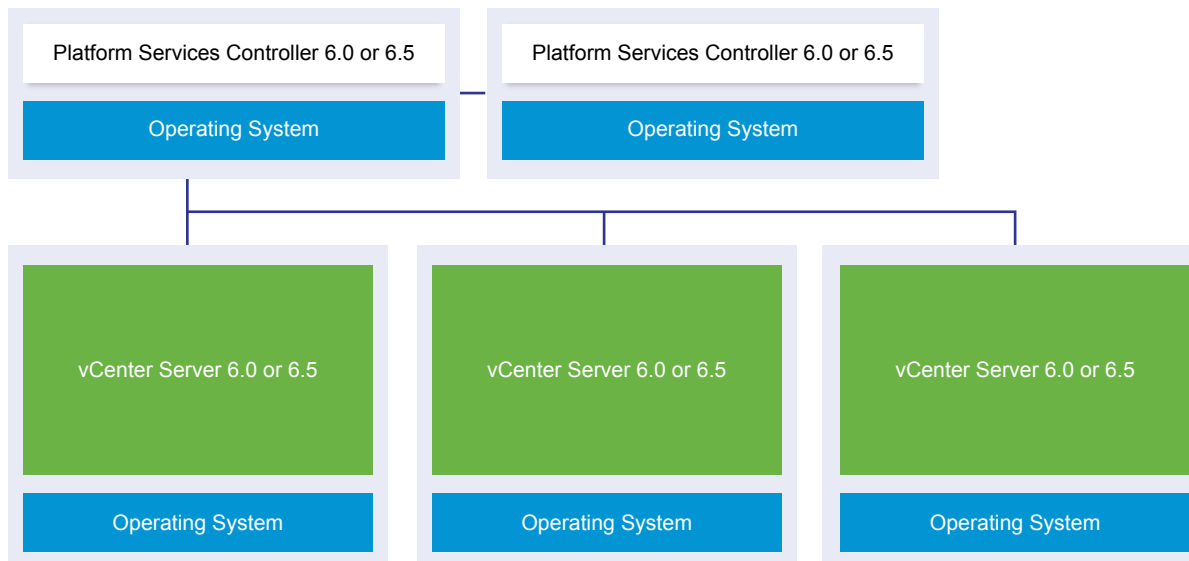 Platform Services Controller 6.0 or 6.5
Platform Services Controller 6.0 or 6.5
Operating System
Operating System
vCenter Server 6.0 or 6.5
vCenter Server 6.0 or 6.5
vCenter Server 6.0 or 6.5
Operating System
Operating System
Operating System